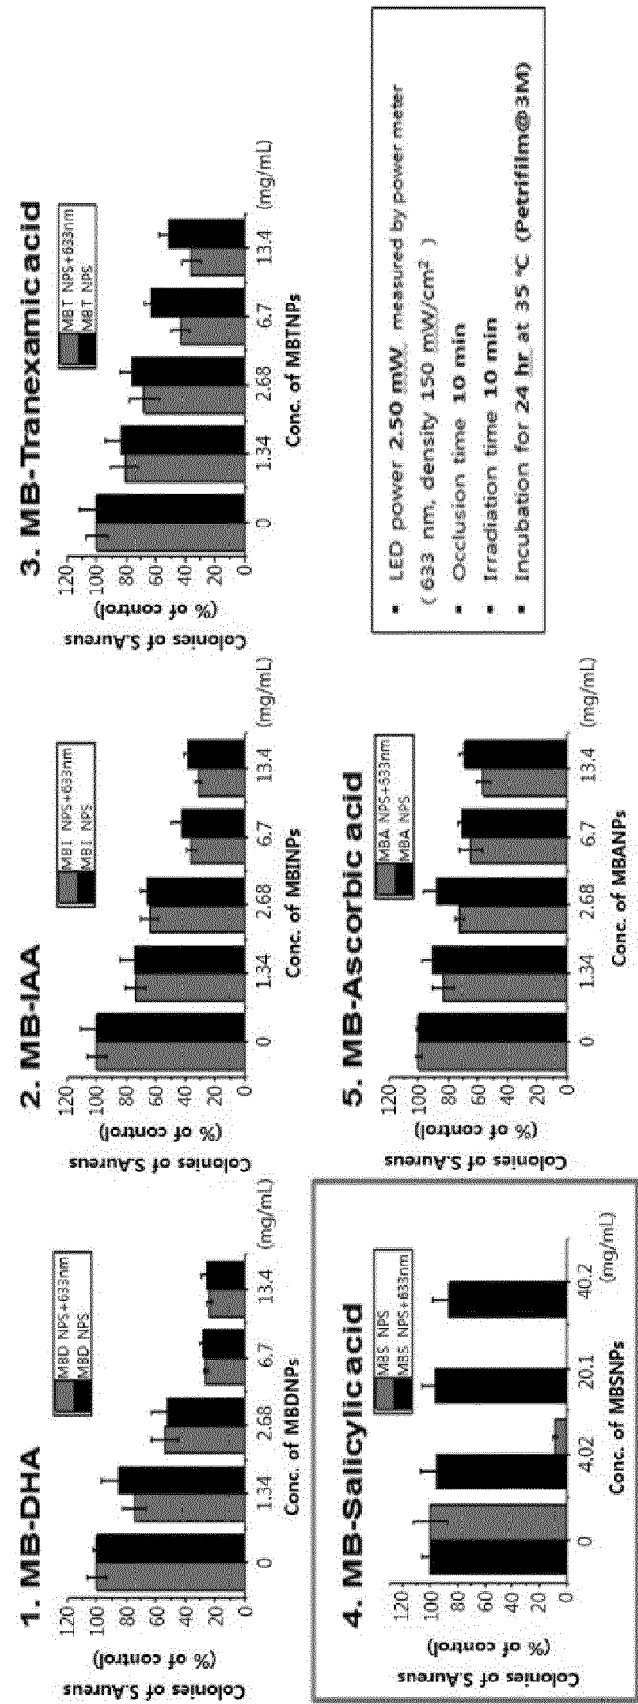 1. MB-DHA
Colonies of S.Aureus
(% of control)
120
100
80
60
40
20
0
MBD NPS+633nm
MBD NPS
0
1.34
2.68
6.7
13.4
(mg/mL)
Conc. of MBDNPs
2. MB-IAA
Colonies of S.Aureus
(% of control)
120
100
80
60
40
20
0
MBI NPS+633nm
MBI NPS
0
1.34
2.68
6.7
13.4
(mg/mL)
Conc. of MBINPs
3. MB-Tranexamic acid
Colonies of S.Aureus
(% of control)
120
100
80
60
40
20
0
MBT NPS+633nm
MBT NPS
0
1.34
2.68
6.7
13.4
(mg/mL)
Conc. of MBTNPs
4. MB-Salicylic acid
Colonies of S.Aureus
(% of control)
120
100
80
60
40
20
0
MBS NPS
MBS NPS+633nm
0
4.02
20.1
40.2
(mg/mL)
Conc. of MBSNPs
5. MB-Ascorbic acid
Colonies of S.Aureus
(% of control)
120
100
80
60
40
20
0
MBA NPS+633nm
MBA NPS
0
1.34
2.68
6.7
13.4
(mg/mL)
Conc. of MBANPs
▪ LED power 2.50 mW measured by power meter
( 633 nm, density 150 mW/cm² )
▪ Occlusion time 10 min
▪ Irradiation time 10 min
▪ Incubation for 24 hr at 35 °C (Petrifilm@3M)